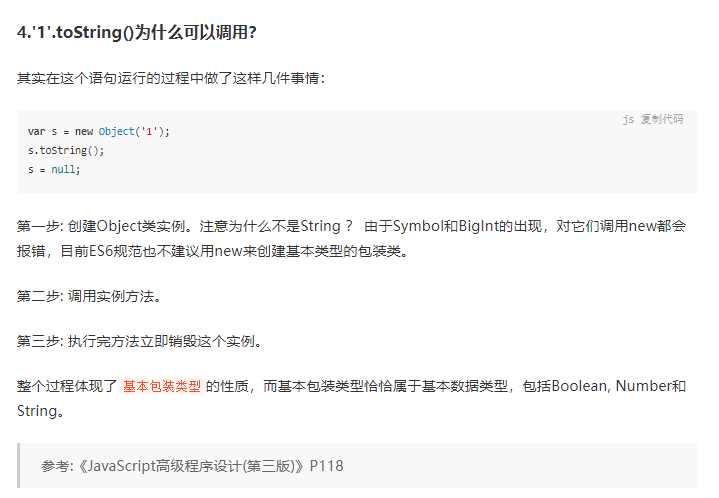 4.'1'.toString()为什么可以调用？
其实在这个语句运行的过程中做了这样几件事情：
js 复制代码
var s = new Object('1');
s.toString();
s = null;
第一步: 创建Object类实例。注意为什么不是String ？ 由于Symbol和BigInt的出现，对它们调用new都会
报错，目前ES6规范也不建议用new来创建基本类型的包装类。
第二步: 调用实例方法。
第三步: 执行完方法立即销毁这个实例。
整个过程体现了 基本包装类型 的性质，而基本包装类型恰恰属于基本数据类型，包括Boolean, Number和
String。
参考:《JavaScript高级程序设计(第三版)》P118